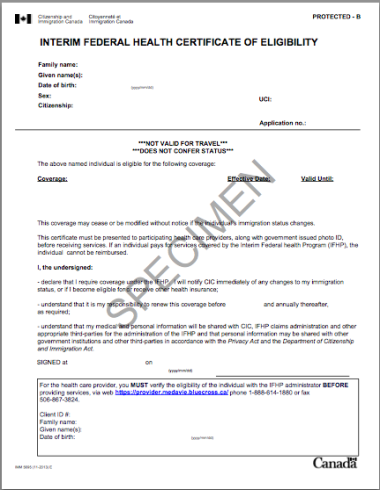 Citizenship and Citoyenneté et PROTECTED - B
Immigration Canada Immigration Canada
INTERIM FEDERAL HEALTH CERTIFICATE OF ELIGIBILITY
Family name:
Given name(s):
Date of birth:
Sex: UCI:
Citizenship:
Application no.:
***NOT VALID FOR TRAVEL***
***DOES NOT CONFER STATUS***
The above named individual is eligible for the following coverage:
Coverage: Effective Date: Valid Until:
This coverage may cease or be modified without notice if the individual's immigration status changes.
This certificate must be presented to participating health care providers, along with government issued photo ID,
before receiving services. If an individual pays for services covered by the Interim Federal health Program (IFHP), the
individual cannot be reimbursed.
SPECIMEN
I, the undersigned:
- declare that I require coverage under the IFHP. I will notify CIC immediately of any changes to my immigration
status, or if I become eligible for or receive other health insurance;
- understand that it is my responsibility to renew this coverage before and annually thereafter,
as required;
- understand that my medical and personal information will be shared with CIC, IFHP claims administration and other
appropriate third-parties for the administration of the IFHP and that personal information may be shared with other
government institutions and other third-parties in accordance with the Privacy Act and the Department of Citizenship
and Immigration Act.
SIGNED at on
For the health care provider, you MUST verify the eligibility of the individual with the IFHP administrator BEFORE
providing services, via web https://provider.medavie.bluecross.ca/ phone 1-888-614-1880 or fax
506-867-3824.
Client ID #:
Family name:
Given name(s):
Date of birth:
Canada